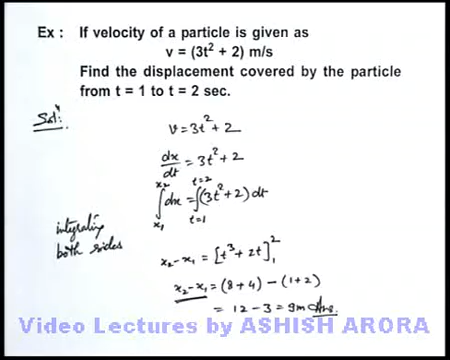 Ex : If velocity of a particle is given as
v = (3t² + 2) m/s
Find the displacement covered by the particle
from t = 1 to t = 2 sec.
Sol:
v = 3t² + 2
dx/dt = 3t² + 2
integrating both sides
∫_{x₁}^{x₂} dx = ∫_{t=1}^{t=2} (3t² + 2) dt
x₂ - x₁ = [t³ + 2t]₁²
x₂ - x₁ = (8 + 4) - (1 + 2)
= 12 - 3 = 9m Ans.
Video Lectures by ASHISH ARORA